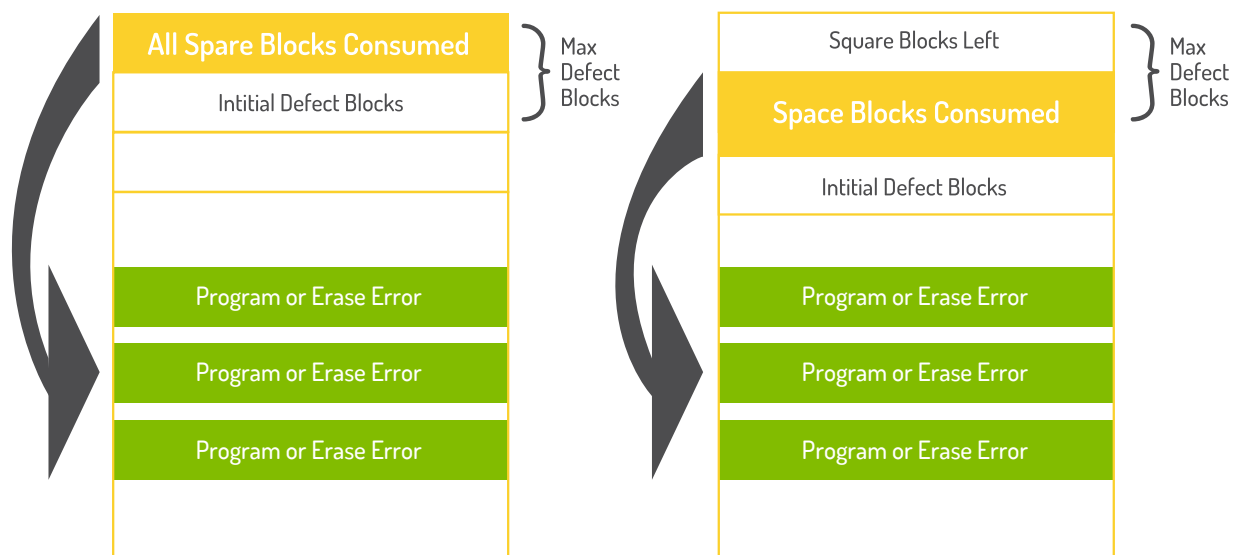 All Spare Blocks Consumed
Intitial Defect Blocks
Max
Defect
Blocks
Program or Erase Error
Program or Erase Error
Program or Erase Error
Square Blocks Left
Space Blocks Consumed
Intitial Defect Blocks
Max
Defect
Blocks
Program or Erase Error
Program or Erase Error
Program or Erase Error